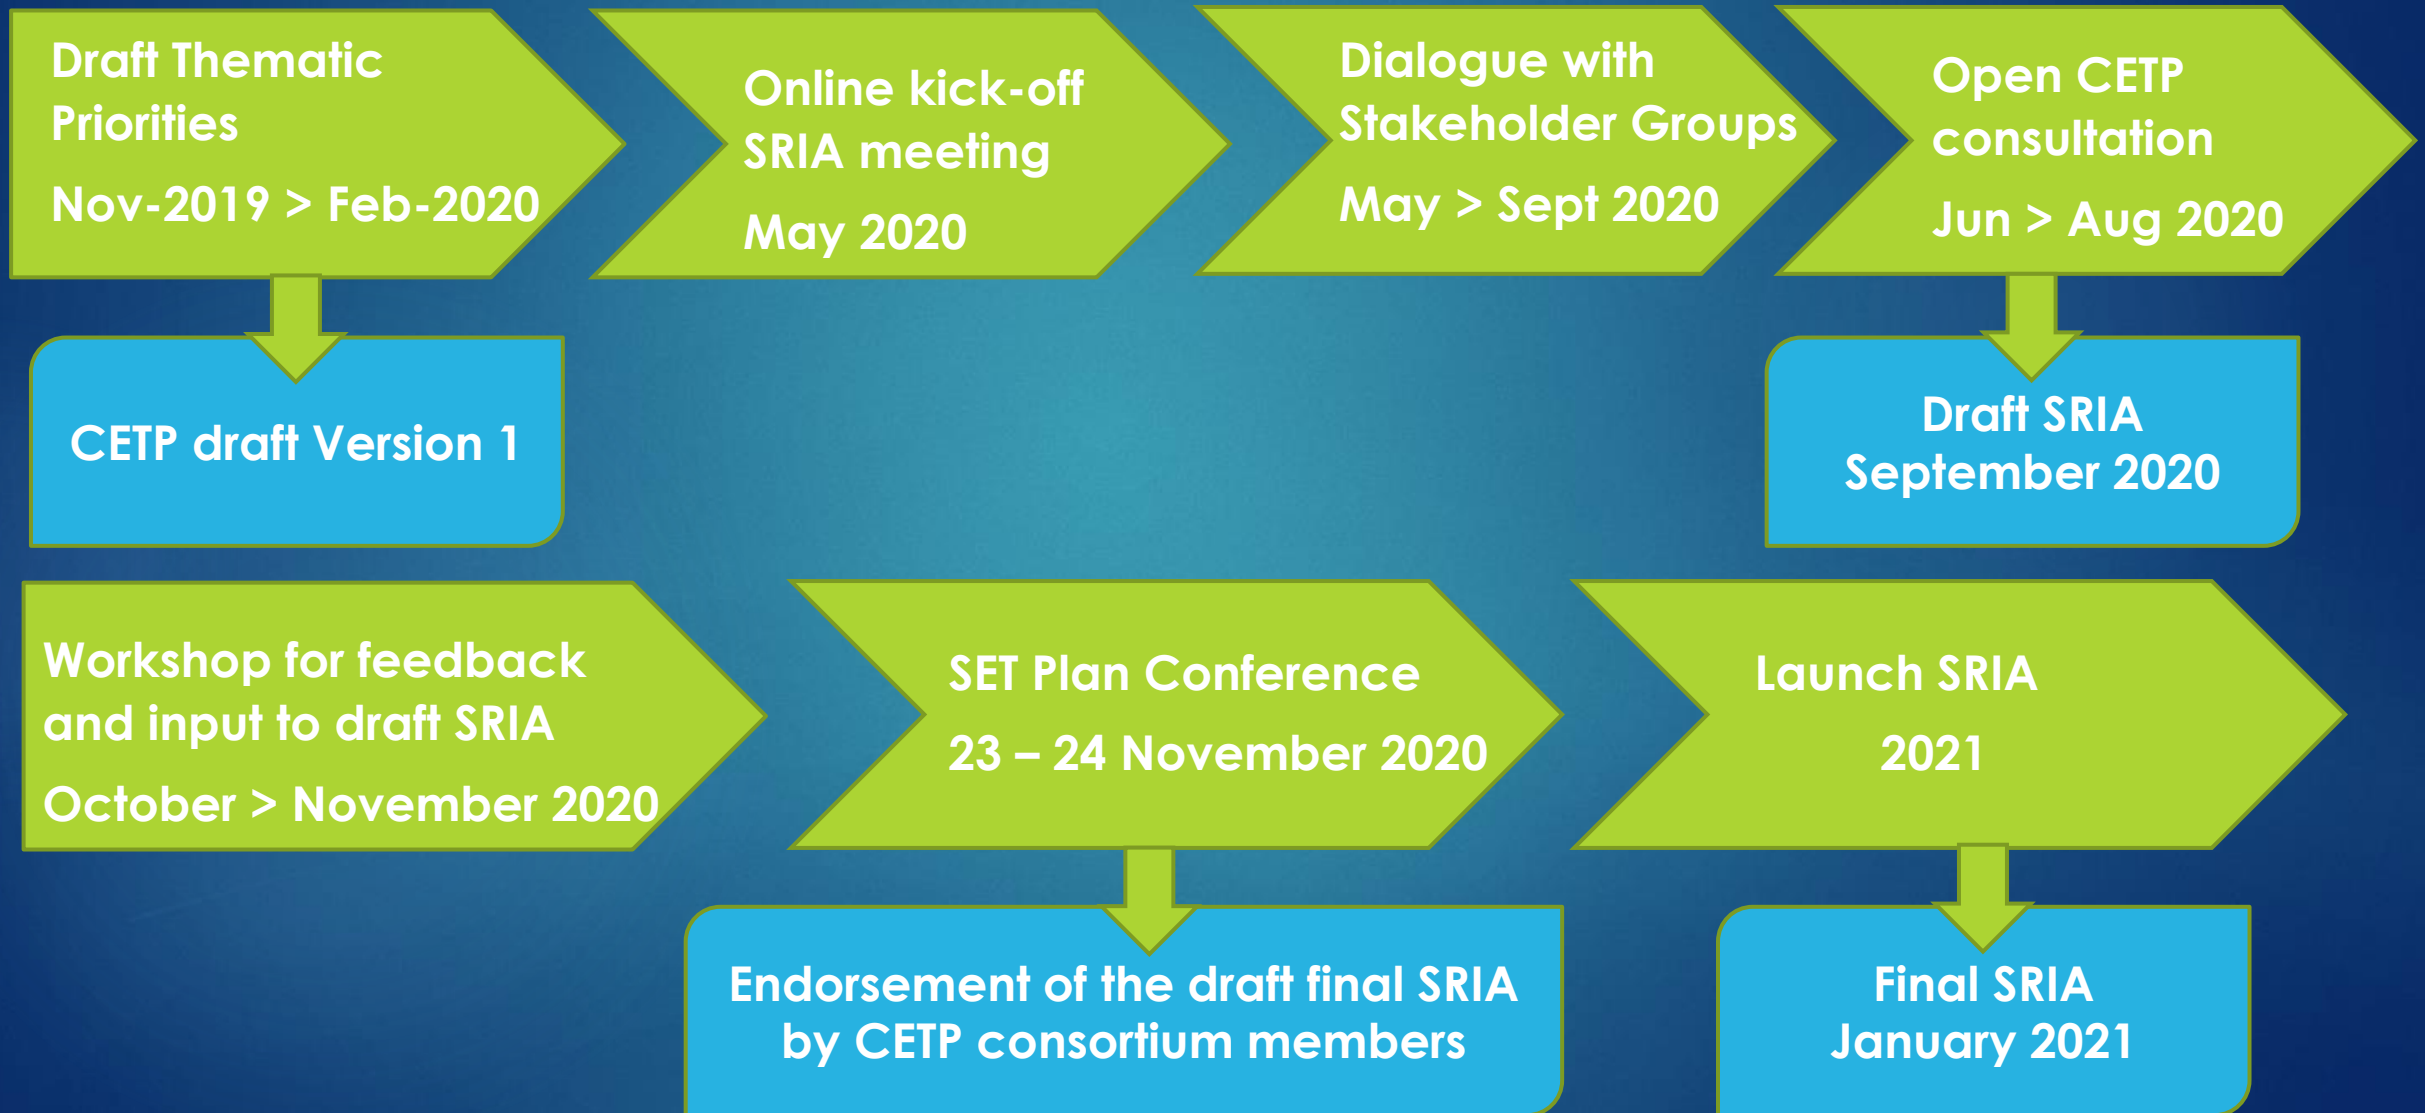 Draft Thematic
Priorities
Nov-2019 > Feb-2020
Online kick-off
SRIA meeting
May 2020
Dialogue with
Stakeholder Groups
May > Sept 2020
Open CETP
consultation
Jun > Aug 2020
CETP draft Version 1
Draft SRIA
September 2020
Workshop for feedback
and input to draft SRIA
October > November 2020
SET Plan Conference
23 – 24 November 2020
Launch SRIA
2021
Endorsement of the draft final SRIA
by CETP consortium members
Final SRIA
January 2021